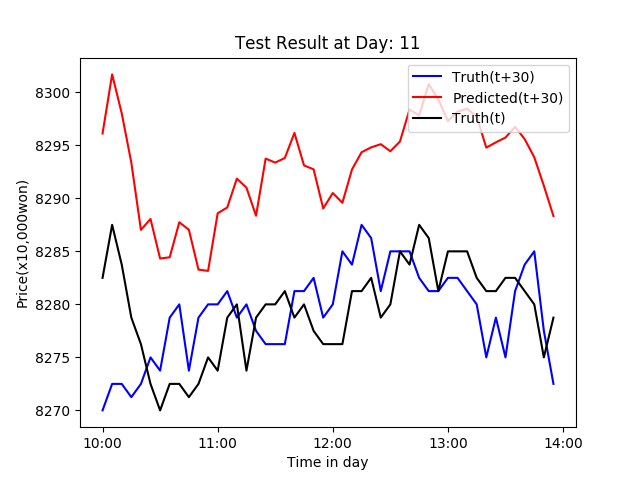 Test Result at Day: 11
Truth(t+30)
Predicted(t+30)
Truth(t)
Price(x10,000won)
8300
8295
8290
8285
8280
8275
8270
10:00 11:00 12:00 13:00 14:00
Time in day